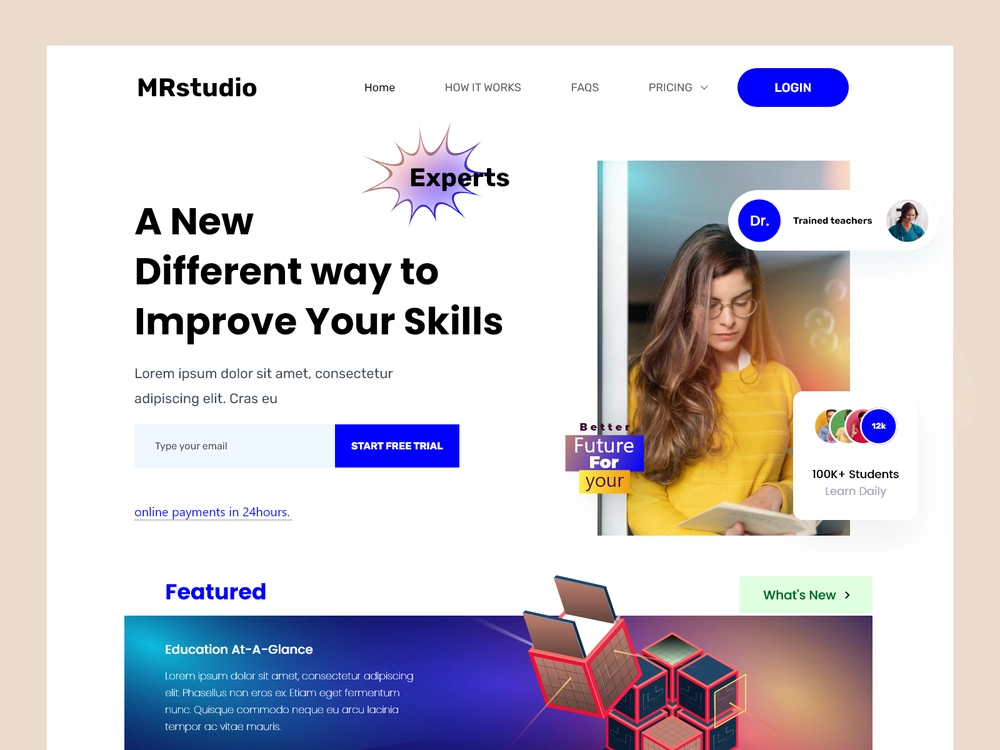 MRstudio
Home
HOW IT WORKS
FAQS
PRICING
LOGIN
Experts
A New
Different way to
Improve Your Skills
Lorem ipsum dolor sit amet, consectetur
adipiscing elit. Cras eu
Type your email
START FREE TRIAL
online payments in 24hours.
Dr.
Trained teachers
Better
Future
For
your
12k
100K+ Students
Learn Daily
Featured
What's New
Education At-A-Glance
Lorem ipsum dolor sit amet, consectetur adipiscing
elit. Phasellus non eros ex. Etiam eget fermentum
nunc. Quisque commodo neque eu arcu lacinia
tempor ac vitae mauris.